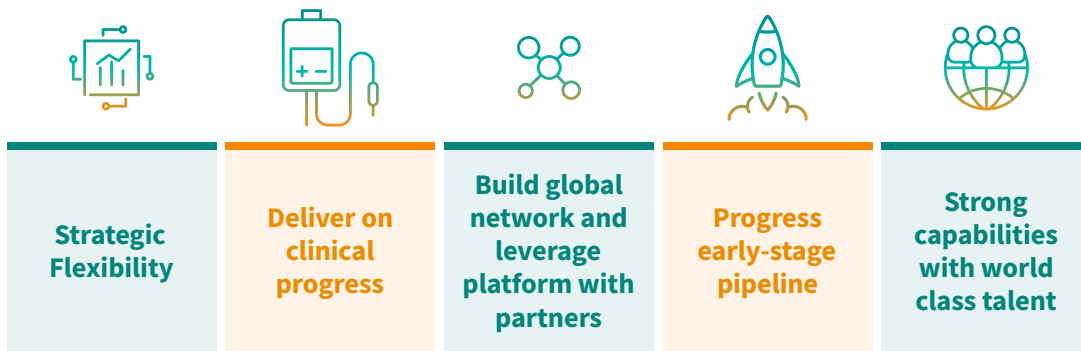 Strategic
Flexibility
Deliver on
clinical
progress
Build global
network and
leverage
platform with
partners
Progress
early-stage
pipeline
Strong
capabilities
with world
class talent